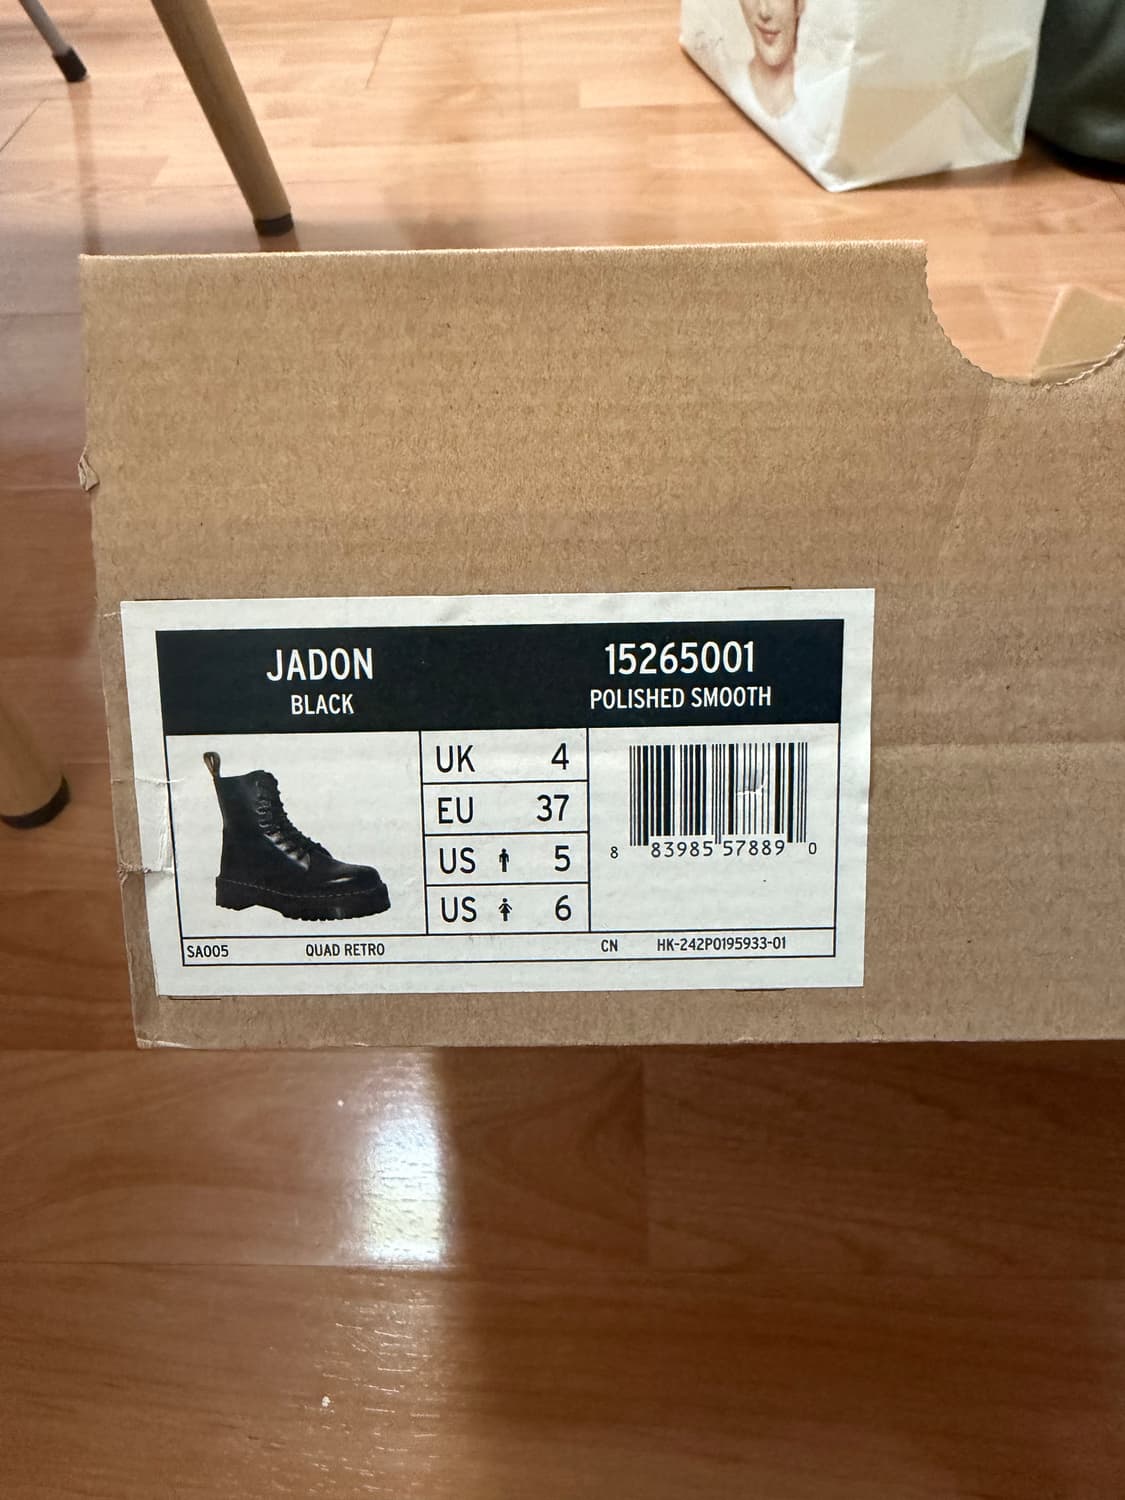 JADON
BLACK
15265001
POLISHED SMOOTH
UK 4
EU 37
US 5
US 6
8 83985 57889 0
SA005 QUAD RETRO CN HK-242P0195933-01